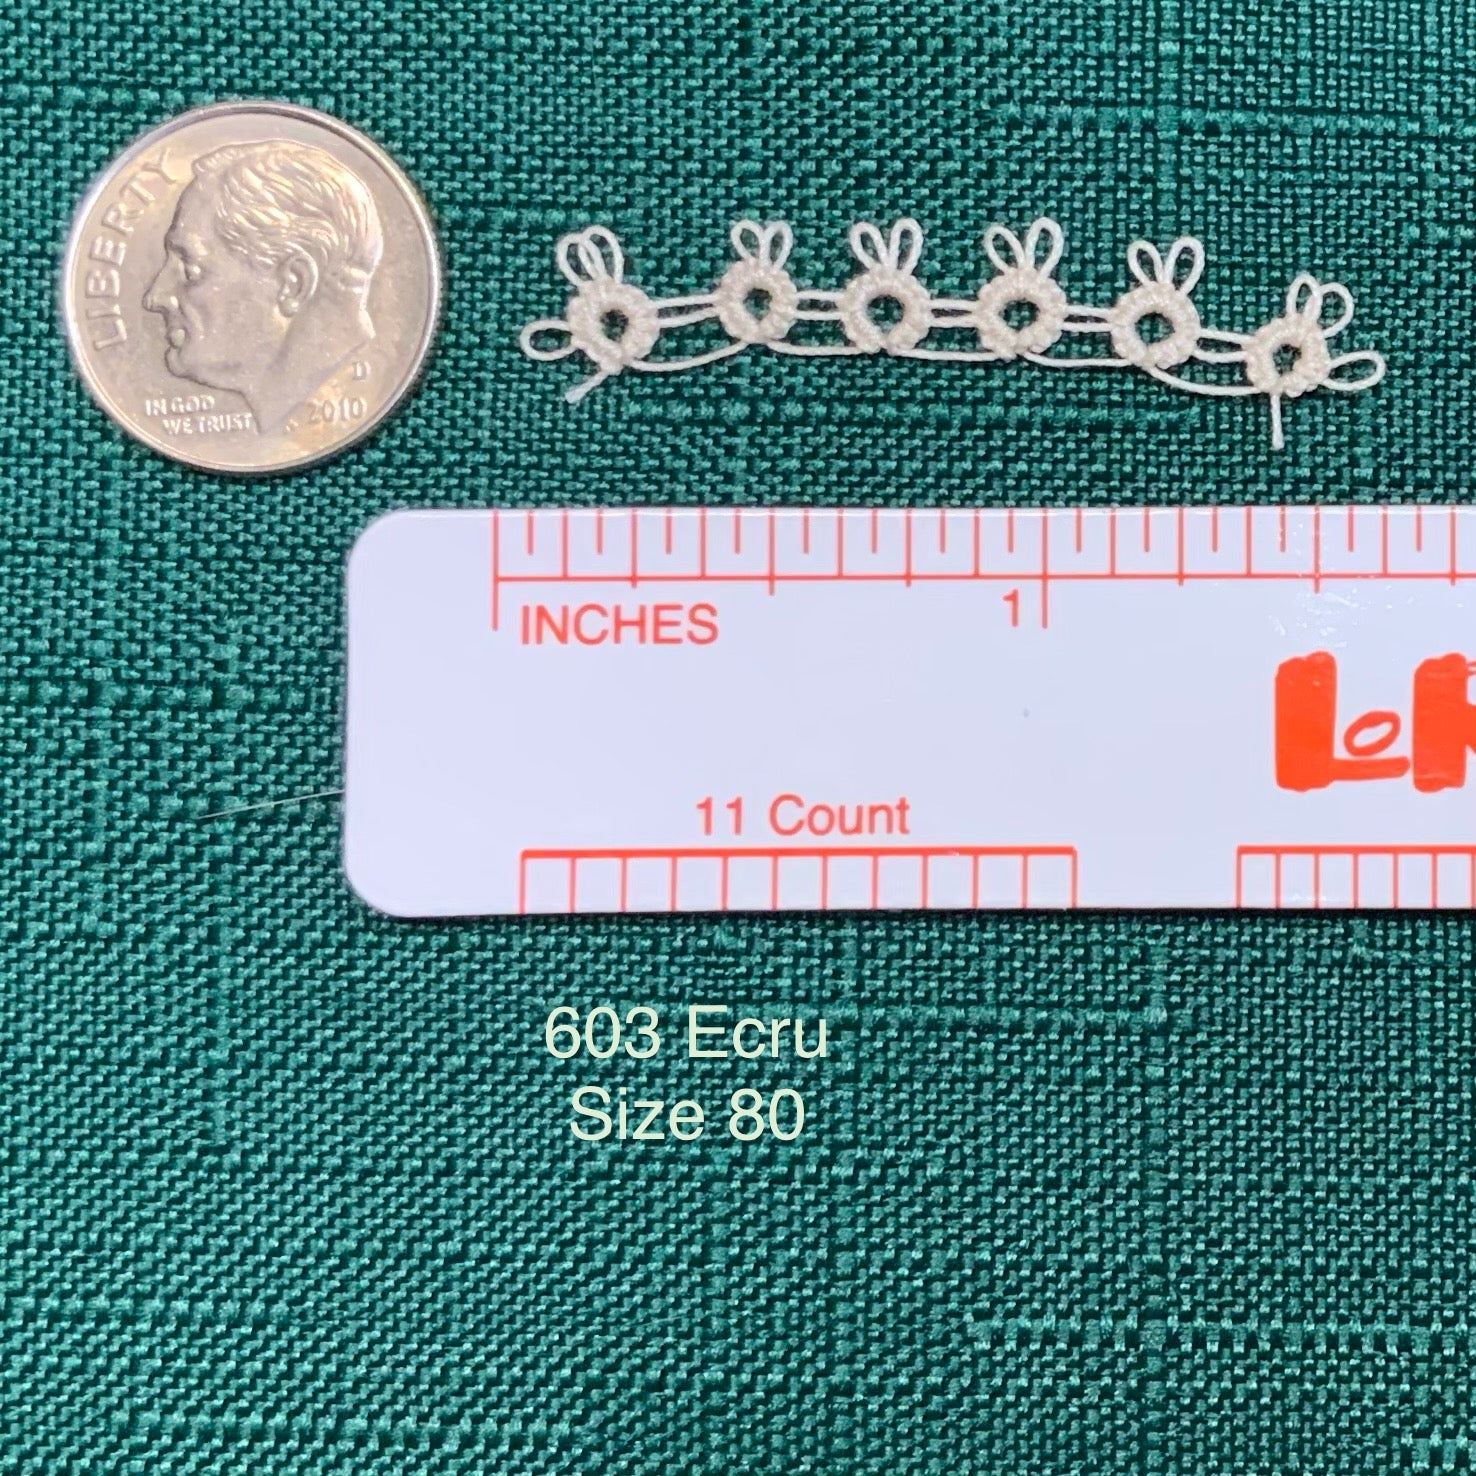 LIBERTY
IN GOD
WE TRUST
2010
D
INCHES
1
11 Count
603 Ecru
Size 80